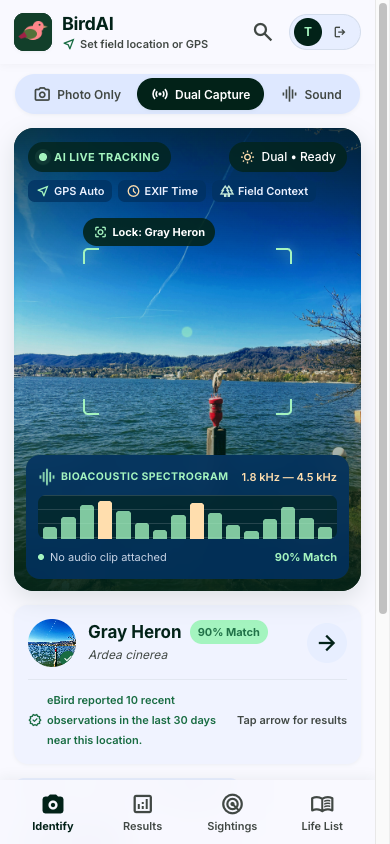 BirdAI
Set field location or GPS
T
Photo Only
Dual Capture
Sound
AI LIVE TRACKING
Dual • Ready
GPS Auto
EXIF Time
Field Context
Lock: Gray Heron
BIOACOUSTIC SPECTROGRAM
1.8 kHz — 4.5 kHz
No audio clip attached
90% Match
Gray Heron
90% Match
Ardea cinerea
eBird reported 10 recent
observations in the last 30 days
near this location.
Tap arrow for results
Identify
Results
Sightings
Life List